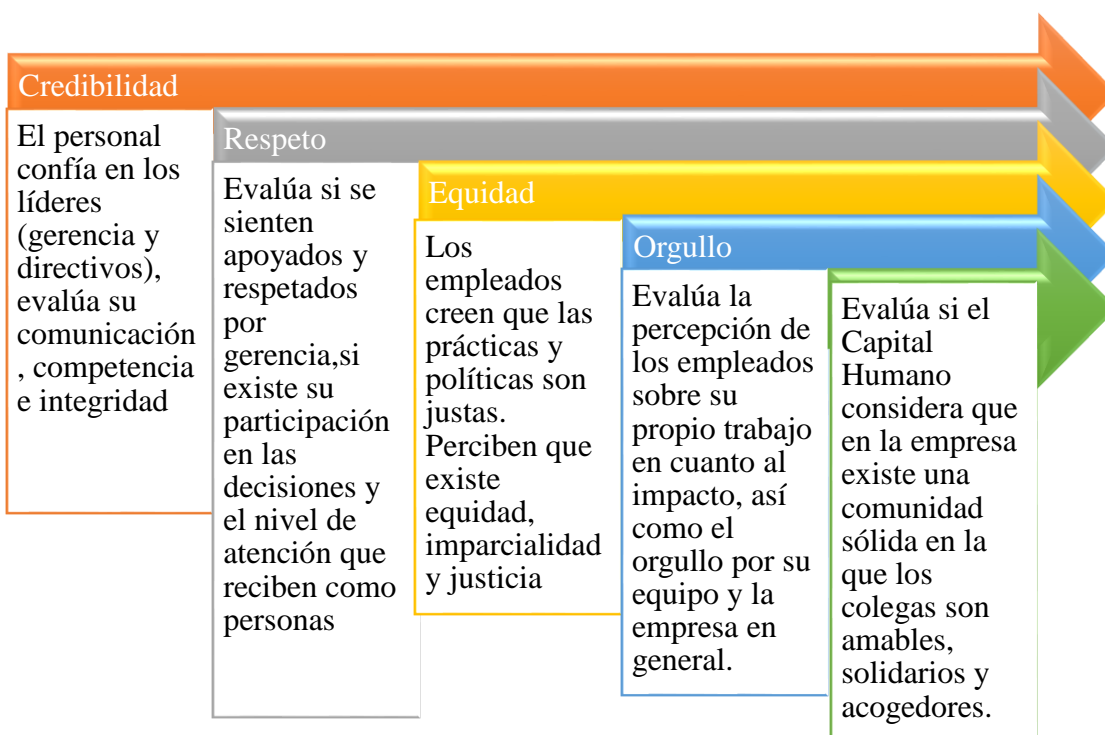 Credibilidad
El personal
confía en los
líderes
(gerencia y
directivos),
evalúa su
comunicación
, competencia
e integridad
Respeto
Evalúa si se
sienten
apoyados y
respetados
por
gerencia,si
existe su
participación
en las
decisiones y
el nivel de
atención que
reciben como
personas
Equidad
Los
empleados
creen que las
prácticas y
políticas son
justas.
Perciben que
existe
equidad,
imparcialidad
y justicia
Orgullo
Evalúa la
percepción de
los empleados
sobre su
propio trabajo
en cuanto al
impacto, así
como el
orgullo por su
equipo y la
empresa en
general.
Evalúa si el
Capital
Humano
considera que
en la empresa
existe una
comunidad
sólida en la
que los
colegas son
amables,
solidarios y
acogedores.